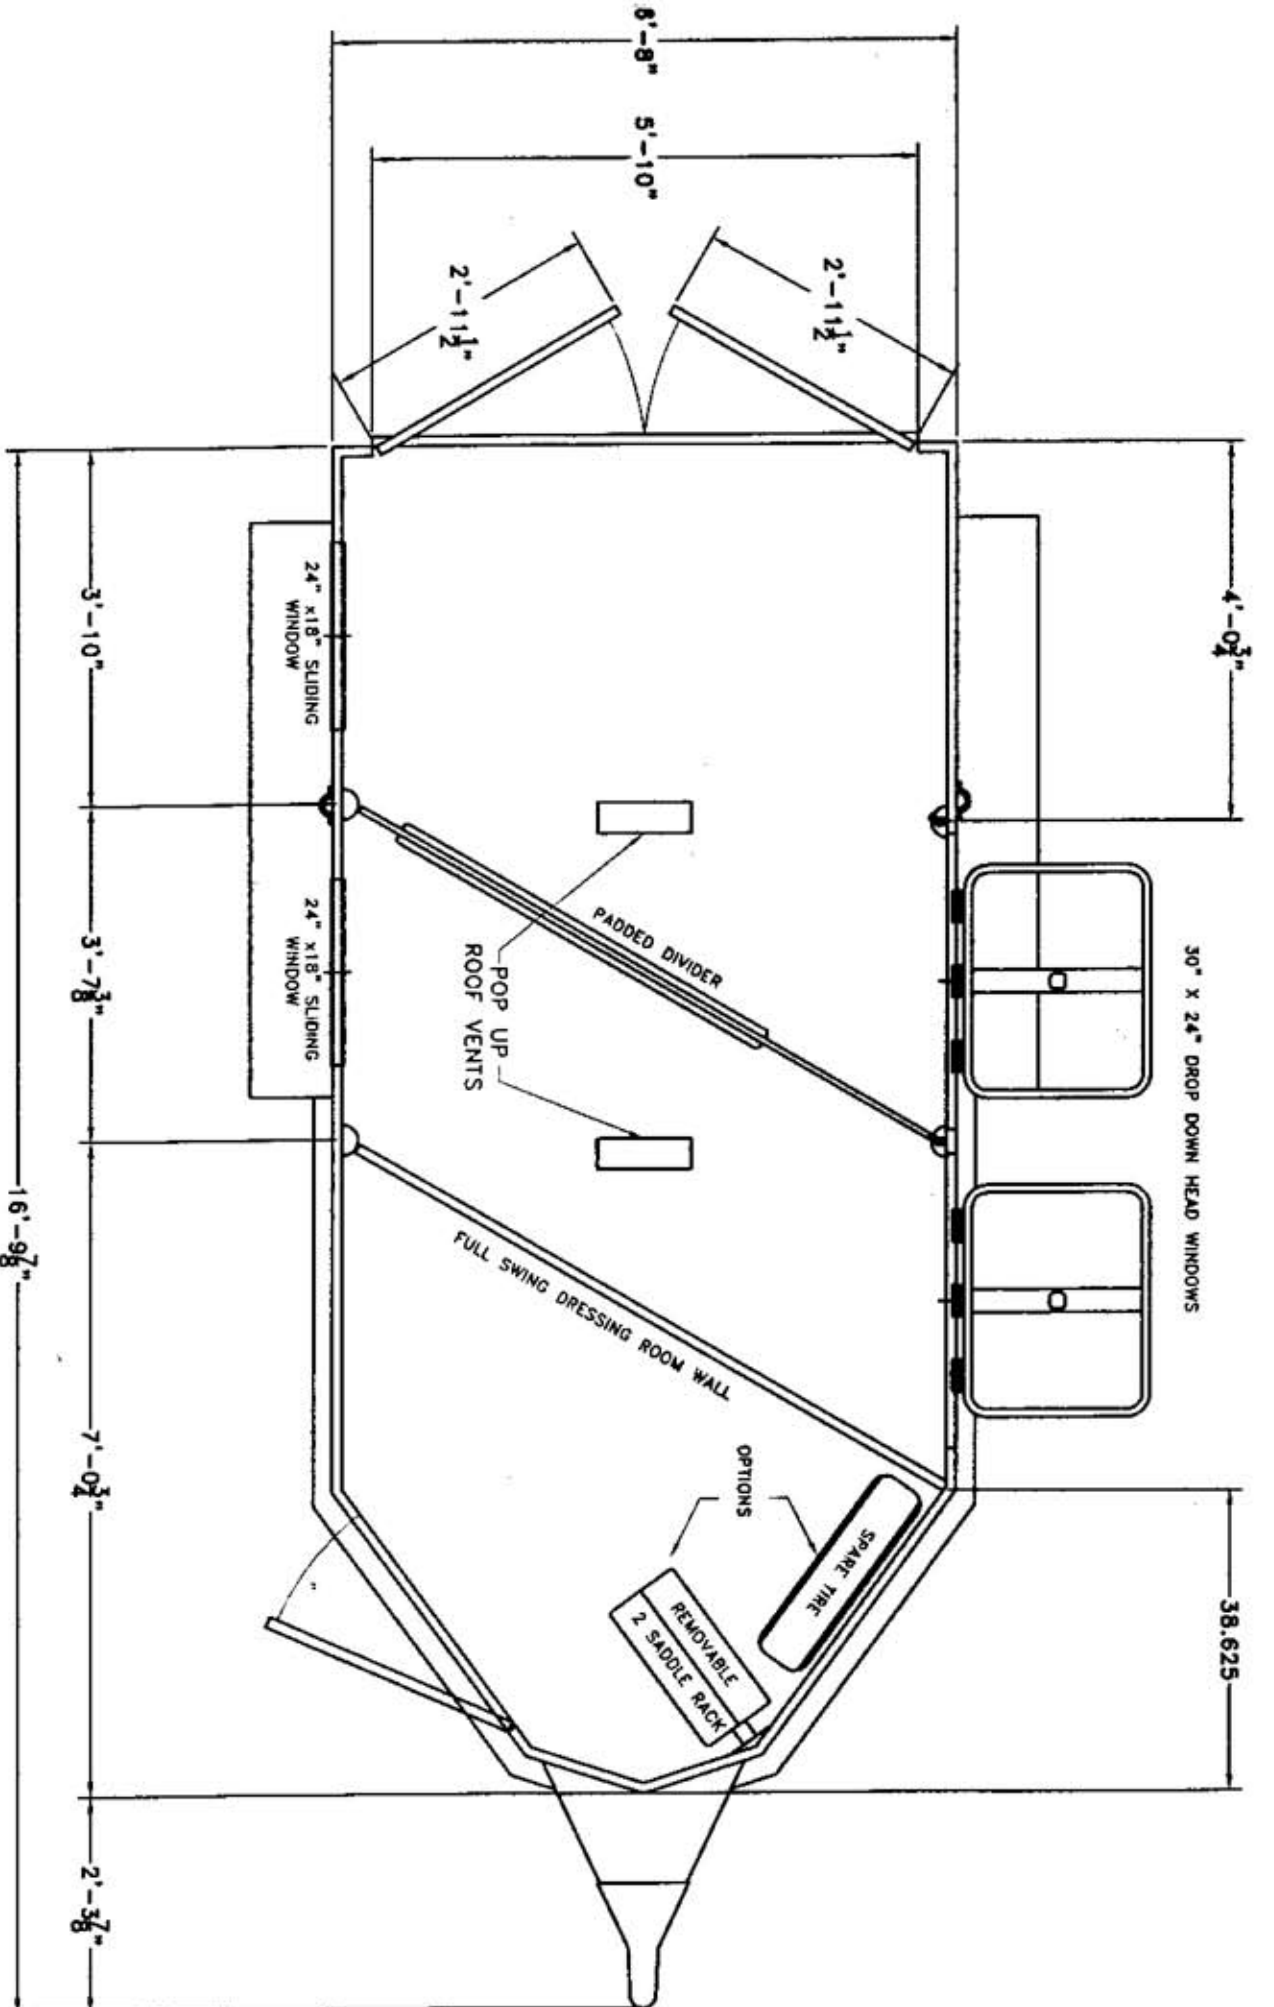 6'-8"
5'-10"
2'-11½"
2'-11½"
4'-0¾"
30" X 24" DROP DOWN HEAD WINDOWS
38.625
24" x18" SLIDING
WINDOW
24" x18" SLIDING
WINDOW
PADDED DIVIDER
POP UP
ROOF VENTS
FULL SWING DRESSING ROOM WALL
OPTIONS
SPARE TIRE
REMOVABLE
2 SADDLE RACK
3'-10"
3'-7⅜"
7'-0¾"
2'-3⅞"
16'-9⅞"